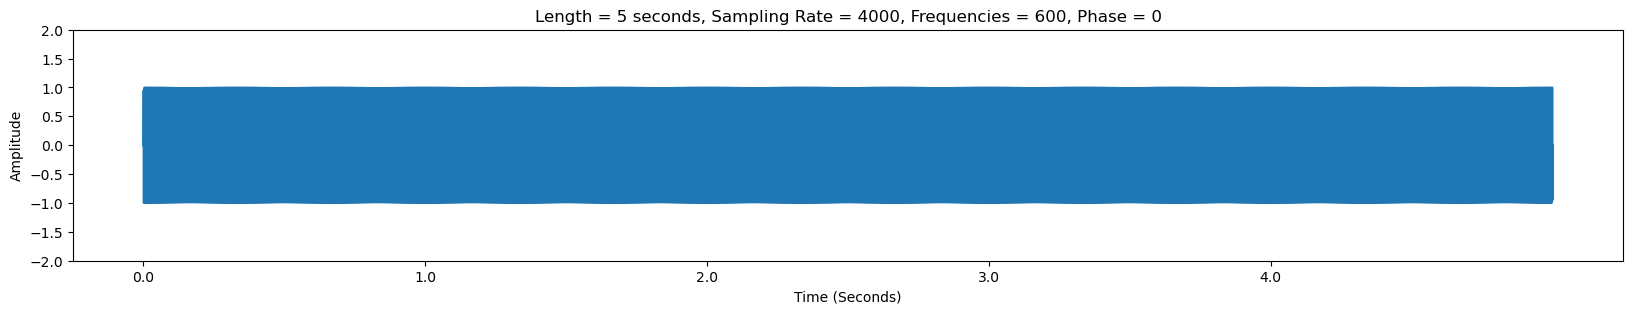 Length = 5 seconds, Sampling Rate = 4000, Frequencies = 600, Phase = 0
2.0
1.5
1.0
0.5
0.0
−0.5
−1.0
−1.5
−2.0
Amplitude
0.0 1.0 2.0 3.0 4.0
Time (Seconds)